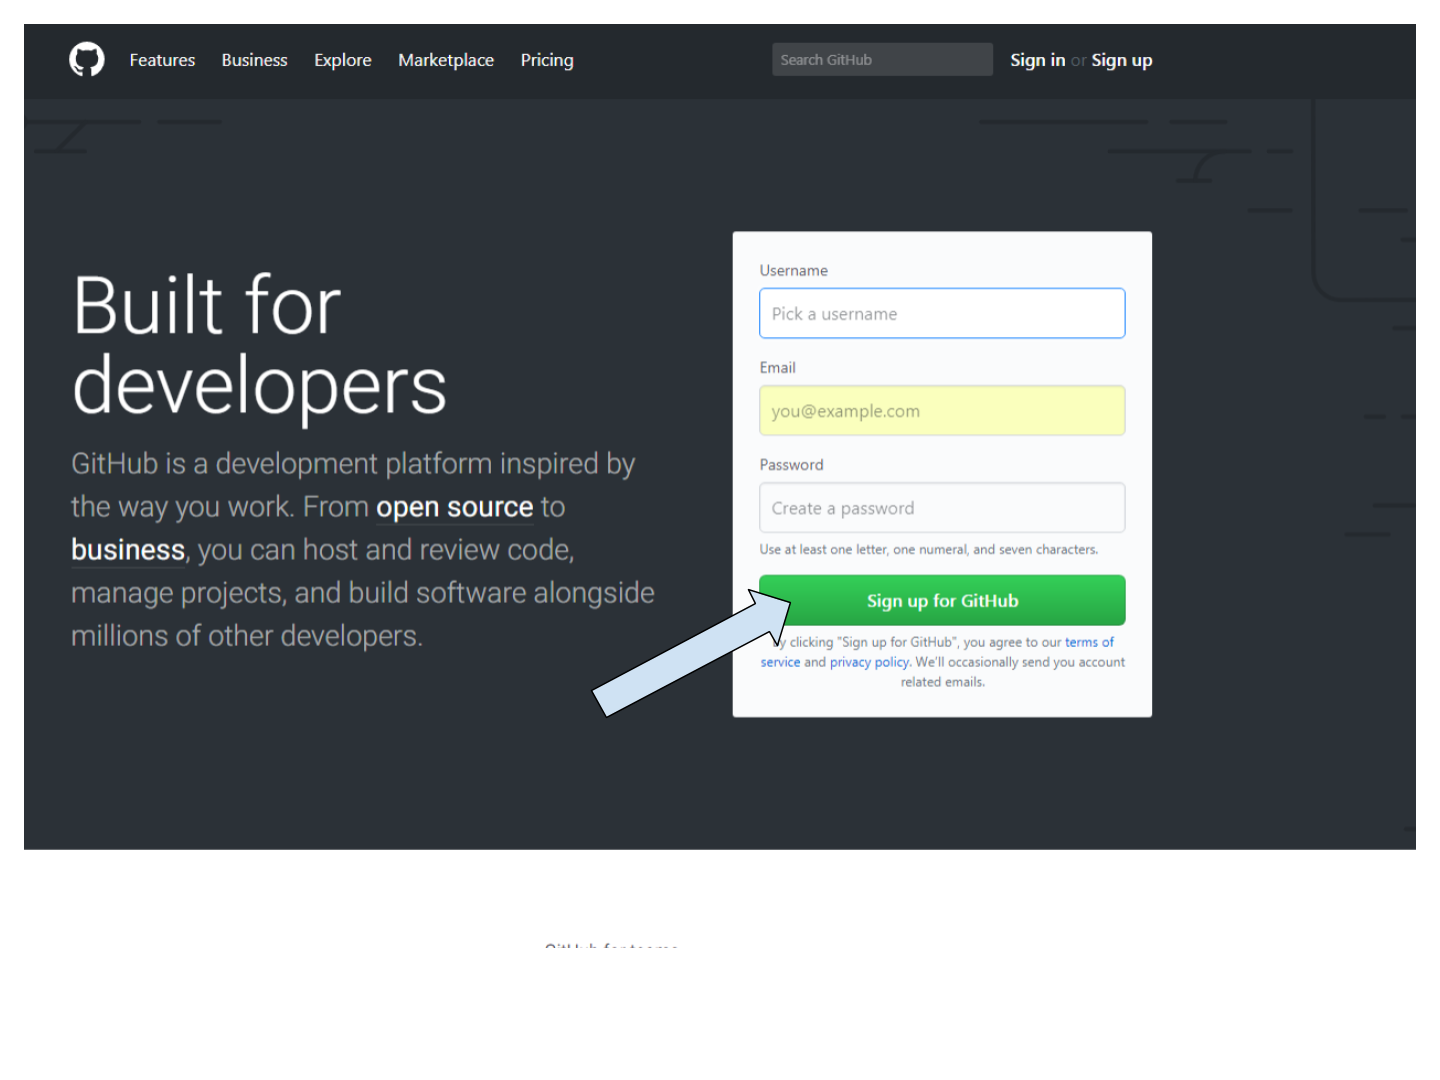 Features Business Explore Marketplace Pricing Search GitHub Sign in or Sign up
Built for
developers
GitHub is a development platform inspired by
the way you work. From open source to
business, you can host and review code,
manage projects, and build software alongside
millions of other developers.
Username
Pick a username
Email
you@example.com
Password
Create a password
Use at least one letter, one numeral, and seven characters.
Sign up for GitHub
clicking "Sign up for GitHub", you agree to our terms of
service and privacy policy. We'll occasionally send you account
related emails.
GitHub for teams